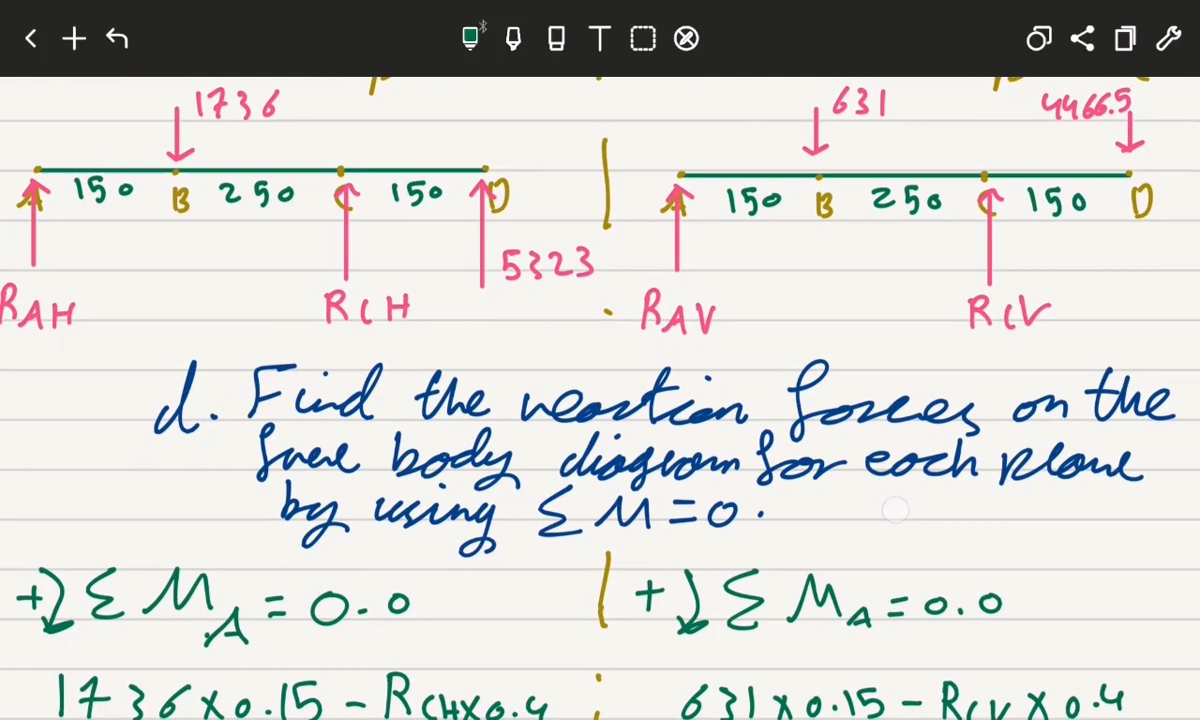 1736
631
4466.5
A 150 B 250 C 150 D
A 150 B 250 C 150 D
5323
RAH RCH
RAV RCV
d. Find the reaction forces on the
free body diagram for each plane
by using ΣM=0.
+ ΣMA=0.0
+ ΣMA=0.0
1736×0.15-RCH×0.4
631×0.15-RCV×0.4